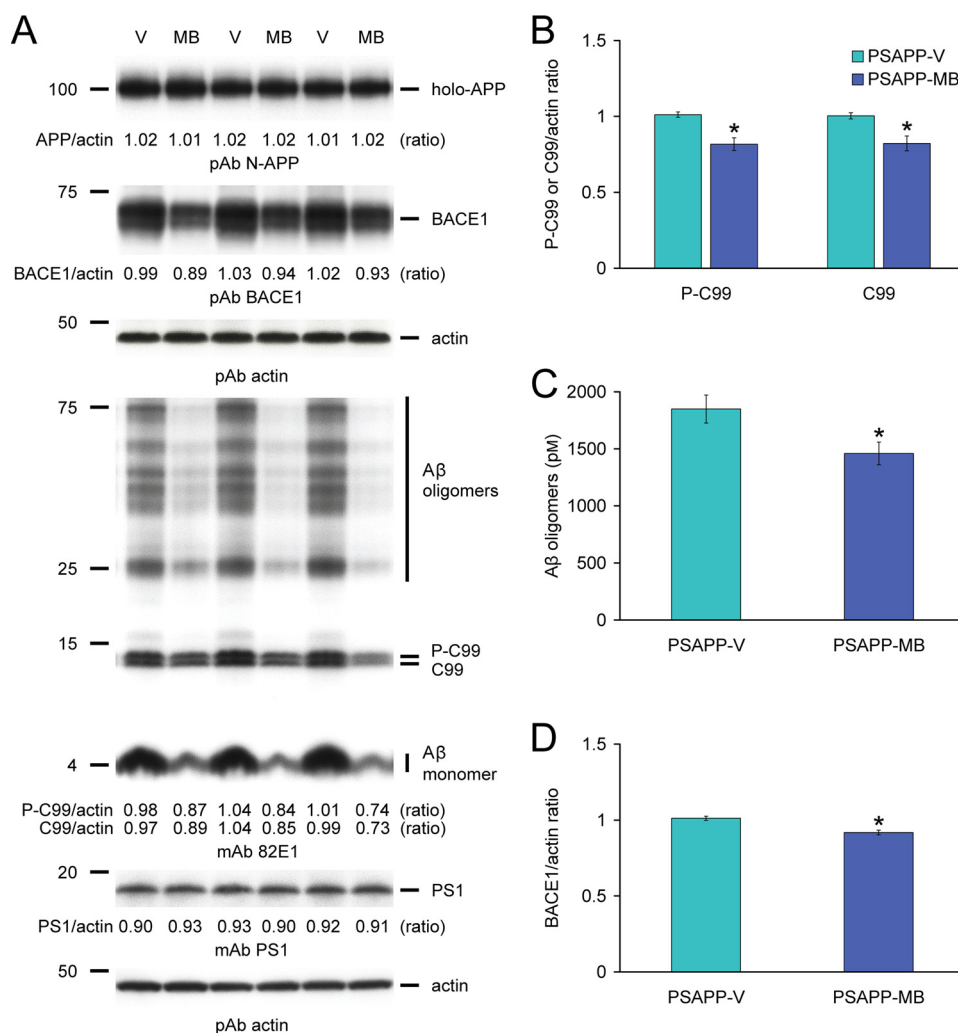 A
V MB V MB V MB
100
holo-APP
APP/actin 1.02 1.01 1.02 1.02 1.01 1.02 (ratio)
pAb N-APP
75
BACE1
BACE1/actin 0.99 0.89 1.03 0.94 1.02 0.93 (ratio)
pAb BACE1
50
actin
pAb actin
75
Aβ
oligomers
25
15
P-C99
C99
4
Aβ
monomer
P-C99/actin 0.98 0.87 1.04 0.84 1.01 0.74 (ratio)
C99/actin 0.97 0.89 1.04 0.85 0.99 0.73 (ratio)
mAb 82E1
20
PS1
PS1/actin 0.90 0.93 0.93 0.90 0.92 0.91 (ratio)
mAb PS1
50
actin
pAb actin
B
P-C99 or C99/actin ratio
1.5
1
0.5
0
PSAPP-V
PSAPP-MB
* *
P-C99 C99
C
Aβ oligomers (pM)
2000
1500
1000
500
0
*
PSAPP-V PSAPP-MB
D
BACE1/actin ratio
1.5
1
0.5
0
*
PSAPP-V PSAPP-MB